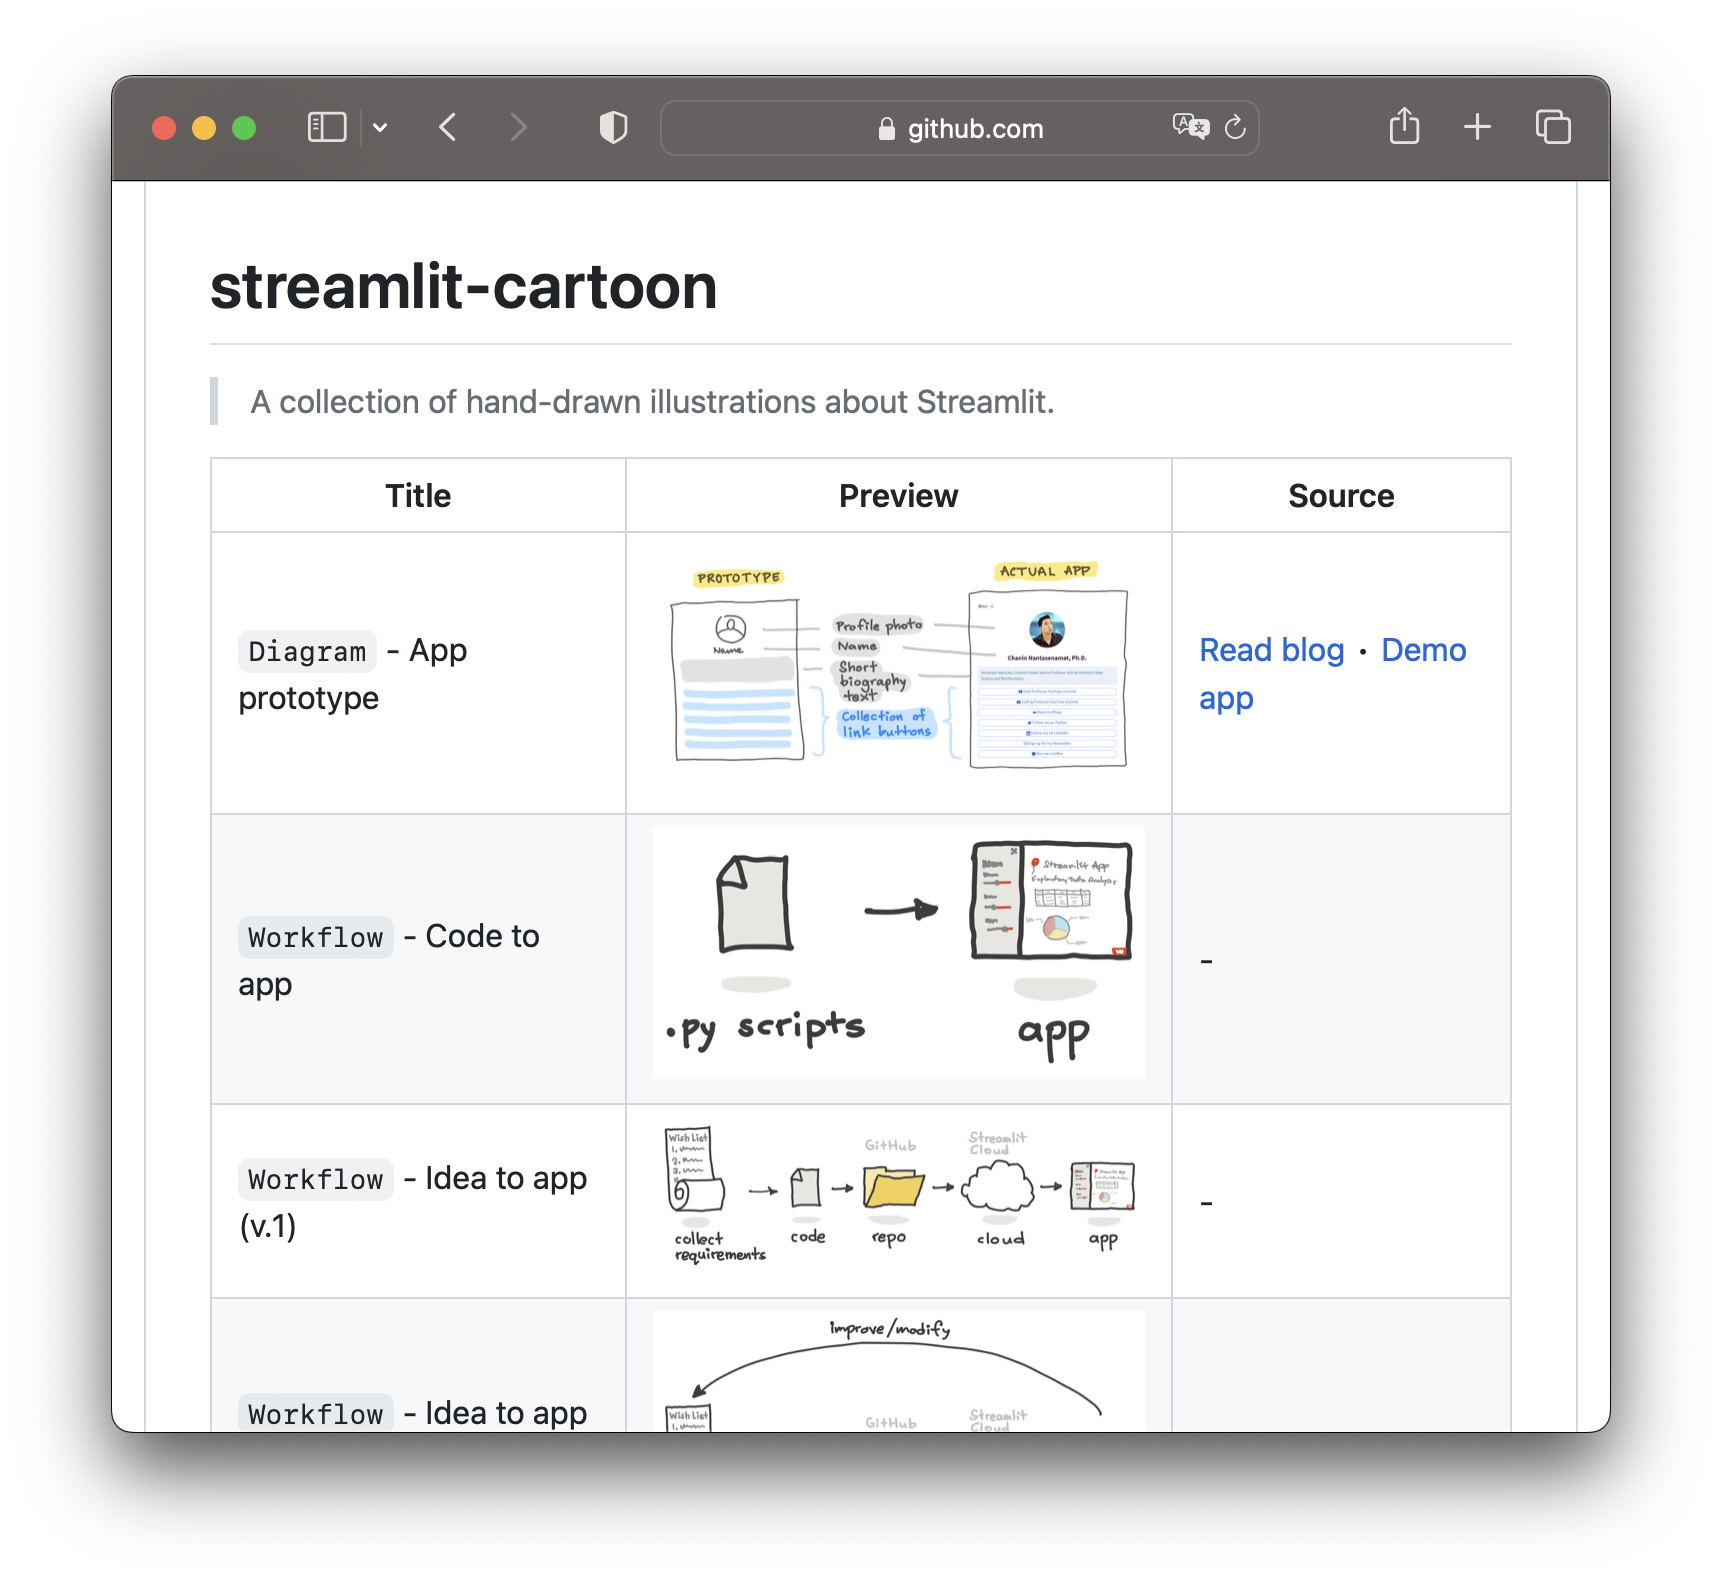 github.com
streamlit-cartoon
A collection of hand-drawn illustrations about Streamlit.
Title
Preview
Source
Diagram - App
prototype
PROTOTYPE
Name
Profile photo
Name
Short
biography
text
Collection of
link buttons
ACTUAL APP
Chanin Nantasenamat, Ph.D.
Read blog • Demo
app
Workflow - Code to
app
.py scripts
Streamlit App
Exploratory Data Analysis
app
-
Workflow - Idea to app
(v.1)
Wish List
1.
2.
3.
collect
requirements
code
GitHub
repo
Streamlit
Cloud
cloud
Streamlit App
app
-
Workflow - Idea to app
improve/modify
Wish List
1.
GitHub
Streamlit
Cloud